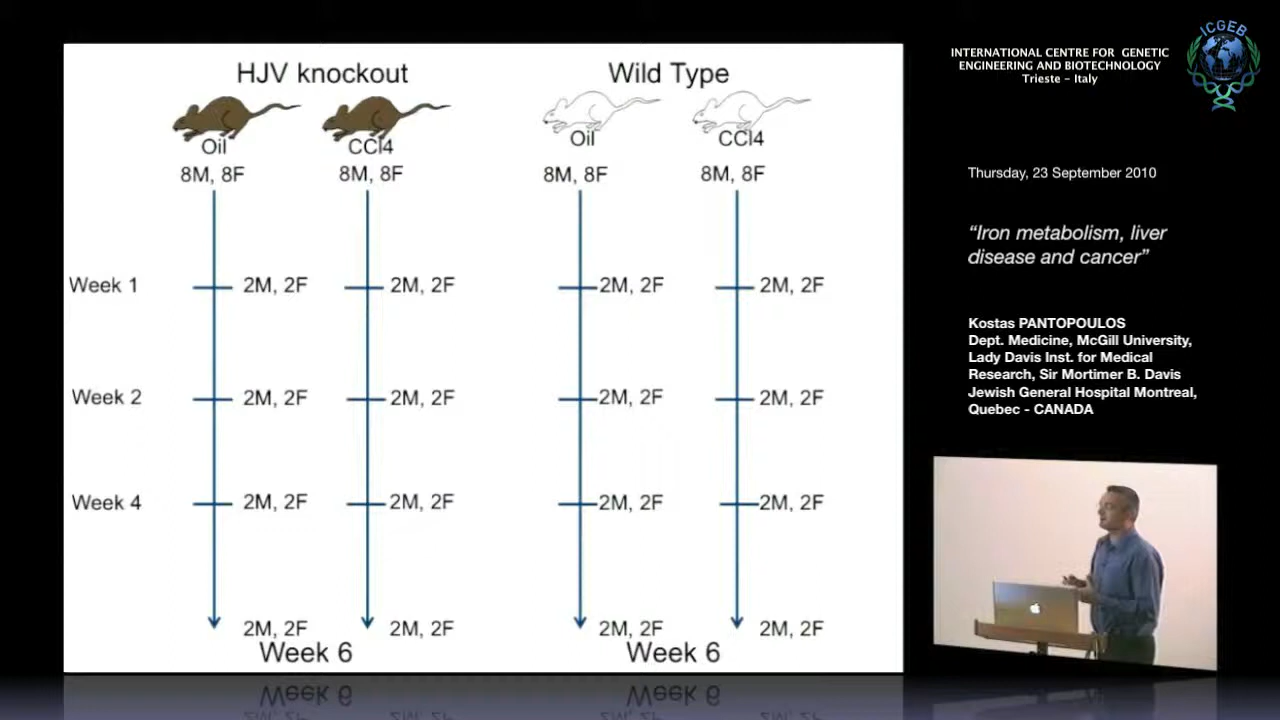 HJV knockout
Wild Type
Oil
CCl4
Oil
CCl4
8M, 8F
8M, 8F
8M, 8F
8M, 8F
Week 1
2M, 2F
2M, 2F
2M, 2F
2M, 2F
Week 2
2M, 2F
2M, 2F
2M, 2F
2M, 2F
Week 4
2M, 2F
2M, 2F
2M, 2F
2M, 2F
2M, 2F
2M, 2F
2M, 2F
2M, 2F
Week 6
Week 6
INTERNATIONAL CENTRE FOR GENETIC
ENGINEERING AND BIOTECHNOLOGY
Trieste - Italy
ICGEB
Thursday, 23 September 2010
“Iron metabolism, liver
disease and cancer”
Kostas PANTOPOULOS
Dept. Medicine, McGill University,
Lady Davis Inst. for Medical
Research, Sir Mortimer B. Davis
Jewish General Hospital Montreal,
Quebec - CANADA